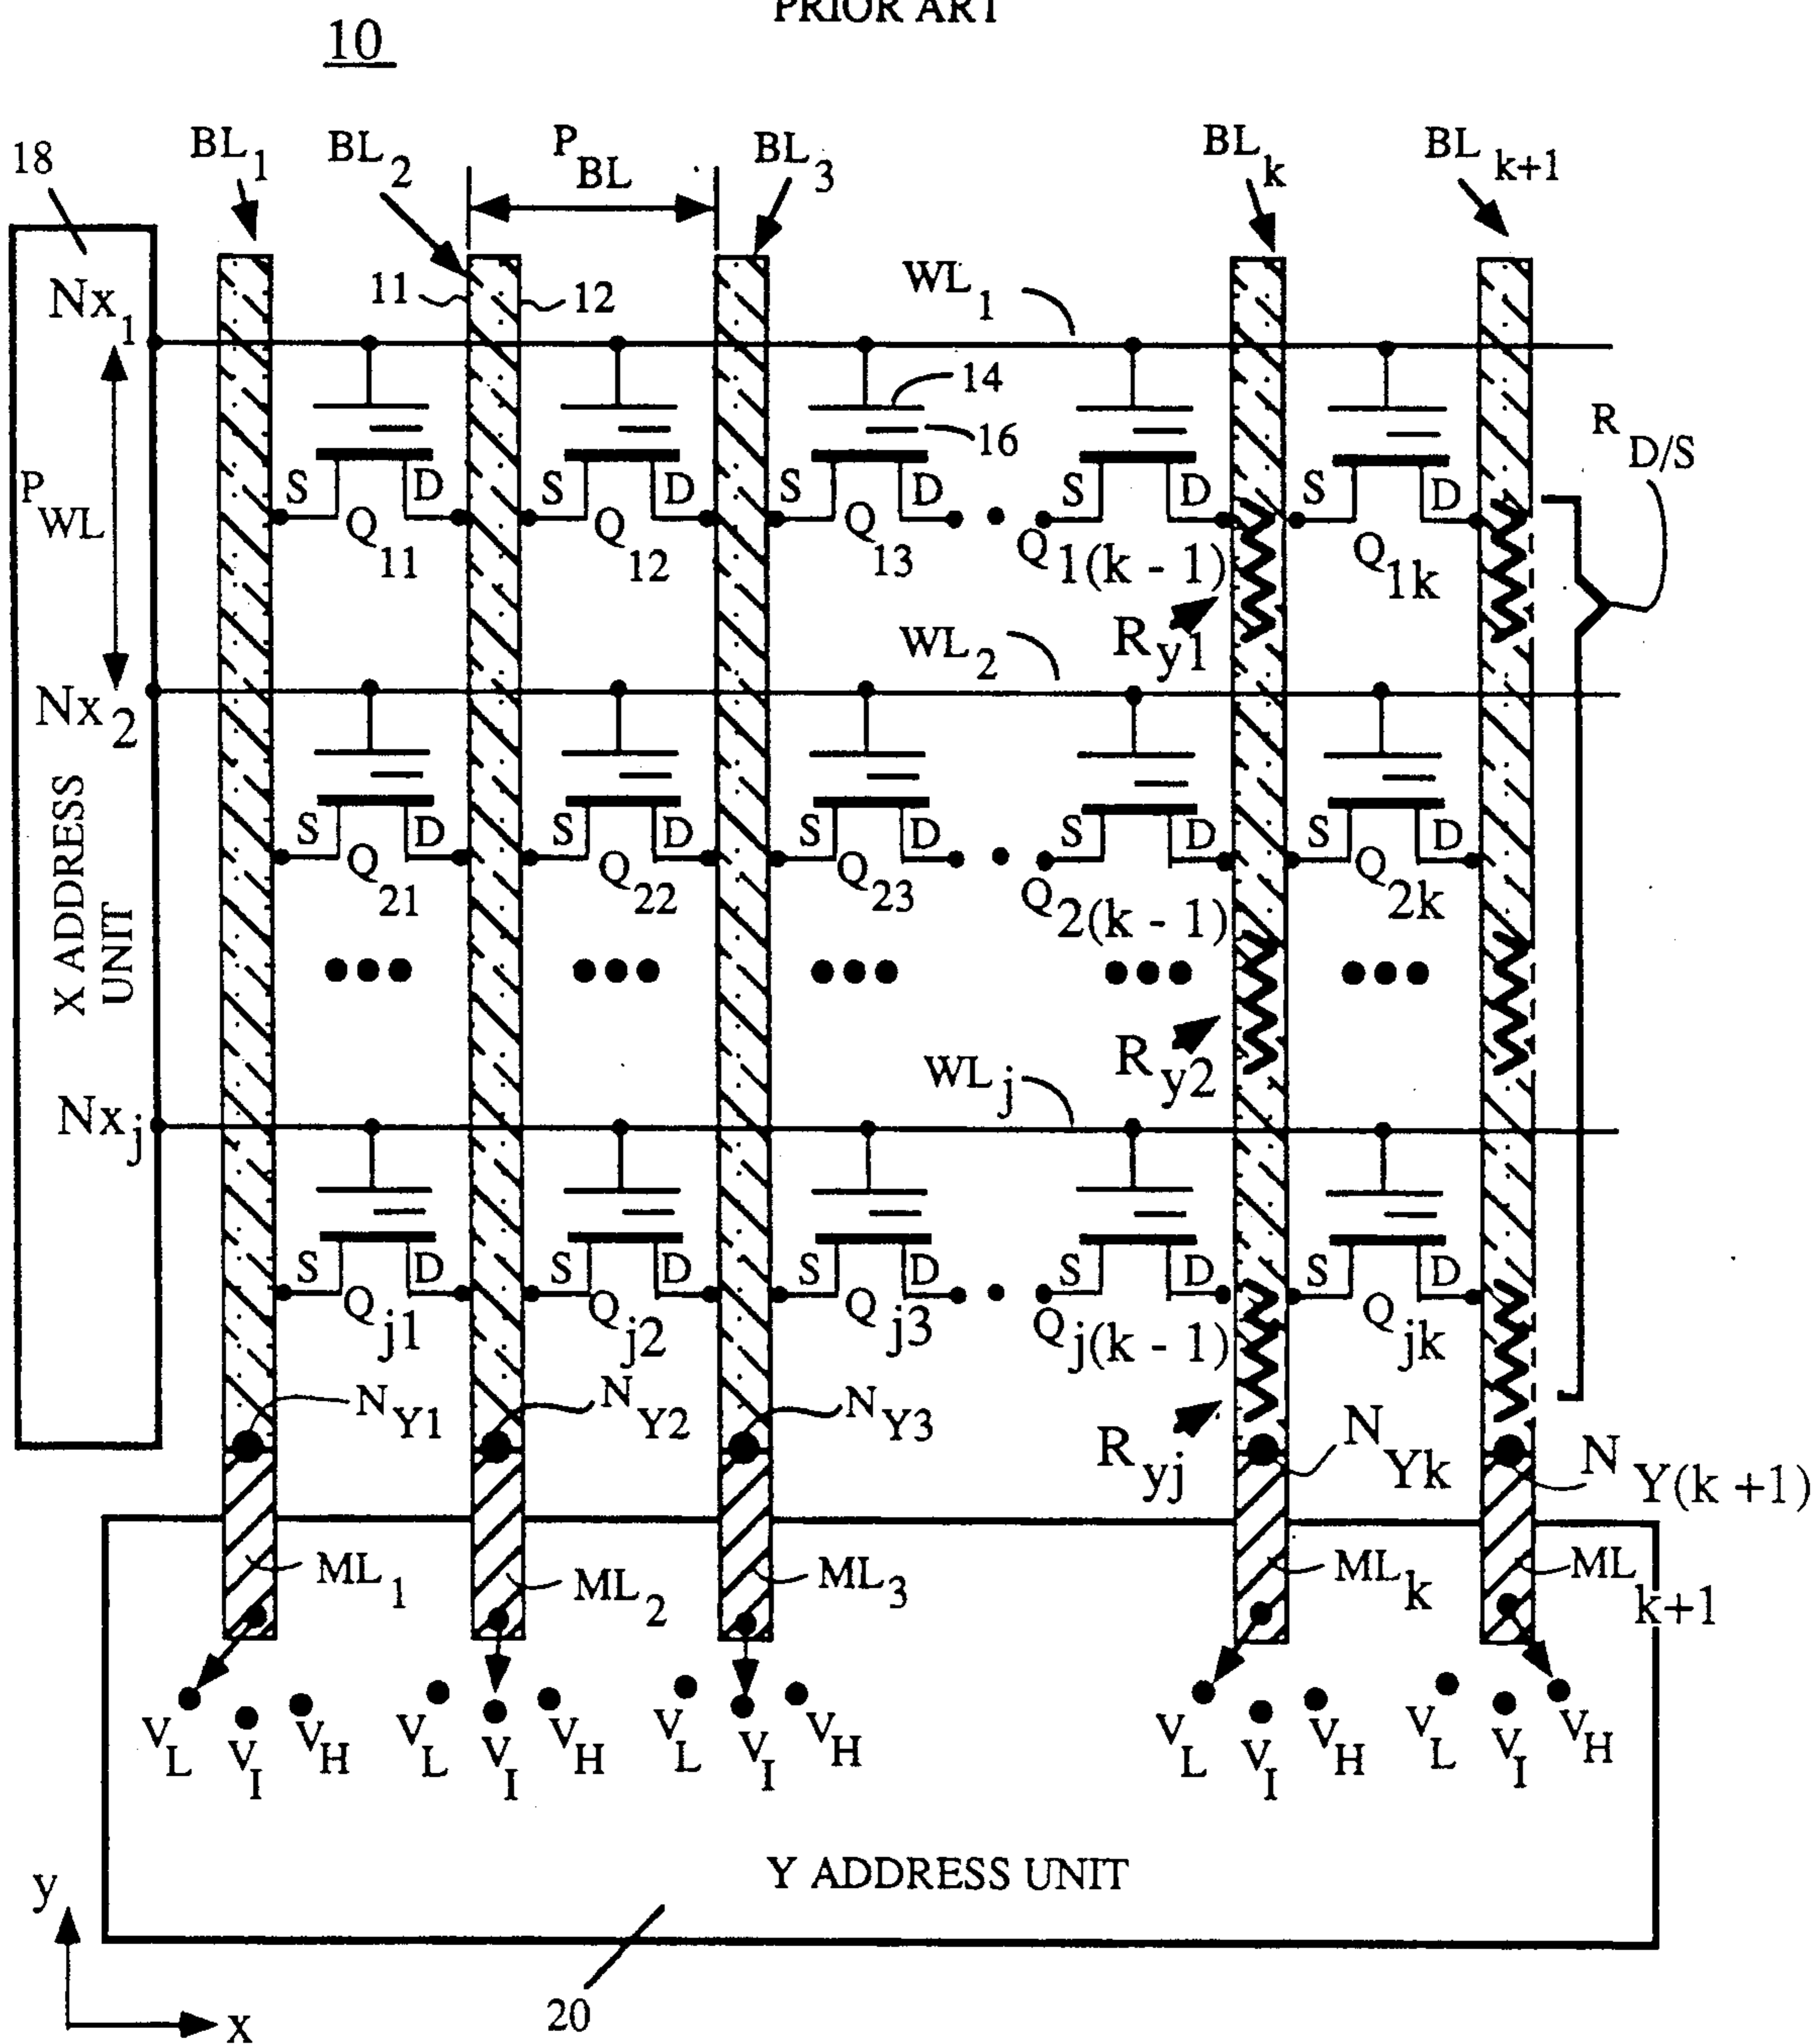 PRIOR ART
10
18
BL1
BL2
PBL
BL3
BLk
BLk+1
Nx1
11
12
WL1
14
16
RD/S
PWL
S D S D S D S D S D
Q11 Q12 Q13 Q1(k - 1) Q1k
Ry1
WL2
Nx2
S D S D S D S D S D
Q21 Q22 Q23 Q2(k - 1) Q2k
X ADDRESS
UNIT
Ry2
WLj
Nxj
S D S D S D S D S D
Qj1 Qj2 Qj3 Qj(k - 1) Qjk
NY1 NY2 NY3
Ryj
NYk
NY(k +1)
ML1 ML2 ML3 MLk MLk+1
VL VI VH VL VI VH VL VI VH VL VI VH VL VI VH
Y ADDRESS UNIT
y
x
20